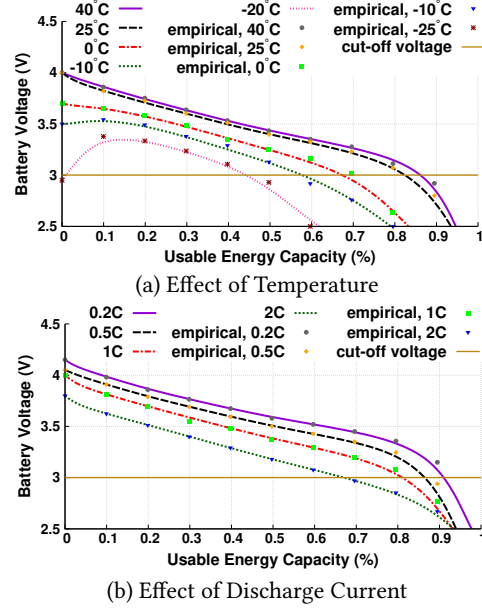 40°C
25°C
0°C
-10°C
-20°C
empirical, 40°C
empirical, 25°C
empirical, 0°C
empirical, -10°C
empirical, -25°C
cut-off voltage
Battery Voltage (V)
4.5
4
3.5
3
2.5
0 0.1 0.2 0.3 0.4 0.5 0.6 0.7 0.8 0.9 1
Usable Energy Capacity (%)
(a) Effect of Temperature
0.2C
0.5C
1C
2C
empirical, 0.2C
empirical, 0.5C
empirical, 1C
empirical, 2C
cut-off voltage
Battery Voltage (V)
4.5
4
3.5
3
2.5
0 0.1 0.2 0.3 0.4 0.5 0.6 0.7 0.8 0.9 1
Usable Energy Capacity (%)
(b) Effect of Discharge Current